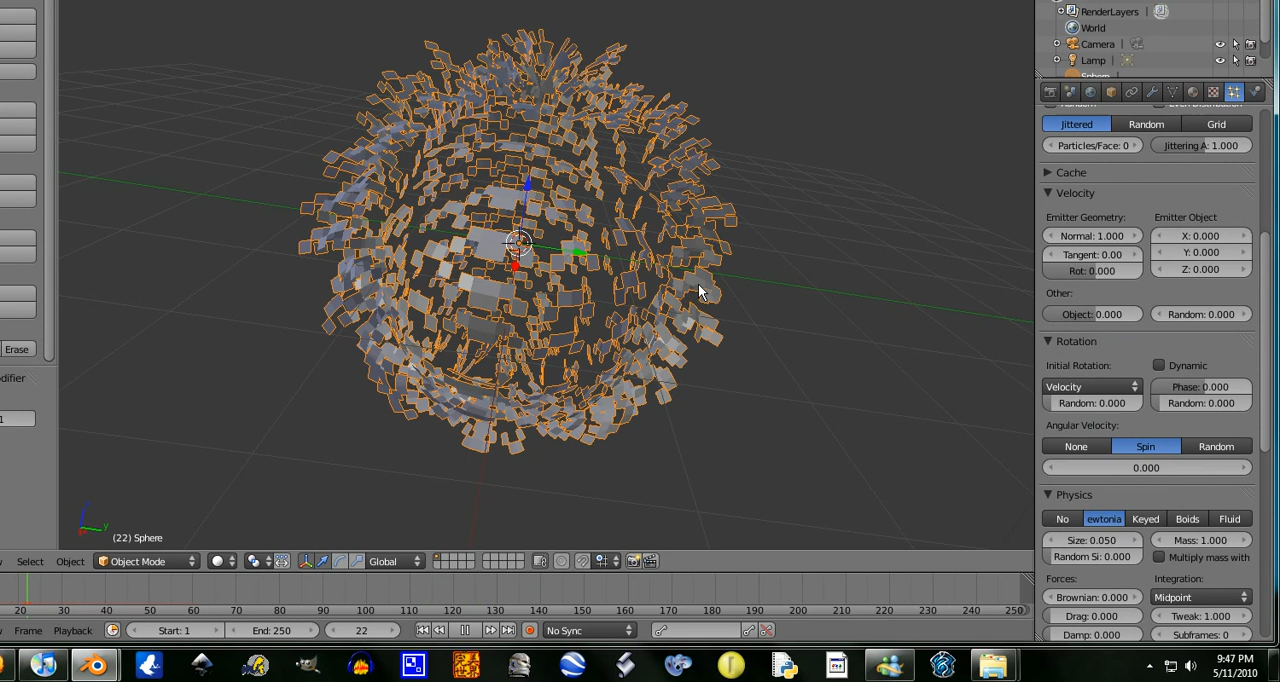 RenderLayers |
World
Camera |
Lamp |
Jittered Random Grid
Particles/Face: 0 Jittering A: 1.000
Cache
Velocity
Emitter Geometry: Emitter Object
Normal: 1.000 X: 0.000
Tangent: 0.00 Y: 0.000
Rot: 0.000 Z: 0.000
Other:
Object: 0.000 Random: 0.000
Rotation
Initial Rotation: Dynamic
Velocity Phase: 0.000
Random: 0.000 Random: 0.000
Angular Velocity:
None Spin Random
0.000
Physics
No ewtonia Keyed Boids Fluid
Size: 0.050 Mass: 1.000
Random Si: 0.000 Multiply mass with
Forces: Integration:
Brownian: 0.000 Midpoint
Drag: 0.000 Tweak: 1.000
Damp: 0.000 Subframes: 0
Erase
odifier
1
y
(22) Sphere
Select Object Object Mode Global
20 30 40 50 60 70 80 90 100 110 120 130 140 150 160 170 180 190 200 210 220 230 240 250
Frame Playback Start: 1 End: 250 22 No Sync
9:47 PM
5/11/2010